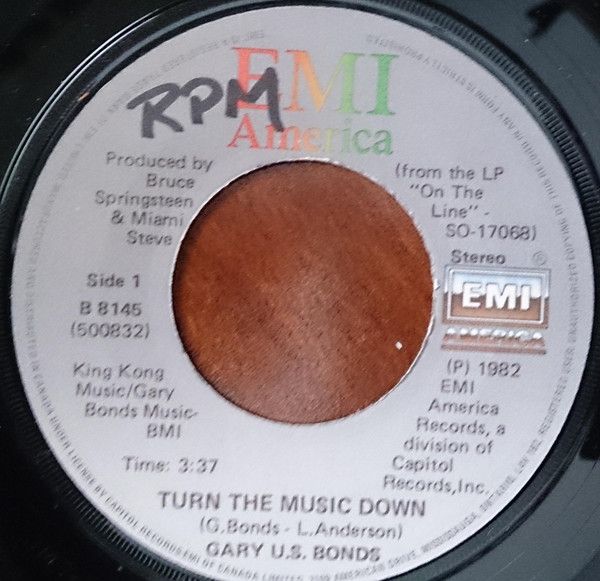 RPM
EMI
America
Produced by
Bruce
Springsteen
& Miami
Steve
(from the LP
"On The
Line" -
SO-17068)
Stereo ℗
Side 1
B 8145
(500832)
EMI
AMERICA
King Kong
Music/Gary
Bonds Music-
BMI
(P) 1982
EMI
America
Records, a
division of
Capitol
Records,Inc.
Time: 3:37
TURN THE MUSIC DOWN
(G.Bonds - L.Anderson)
GARY U.S. BONDS